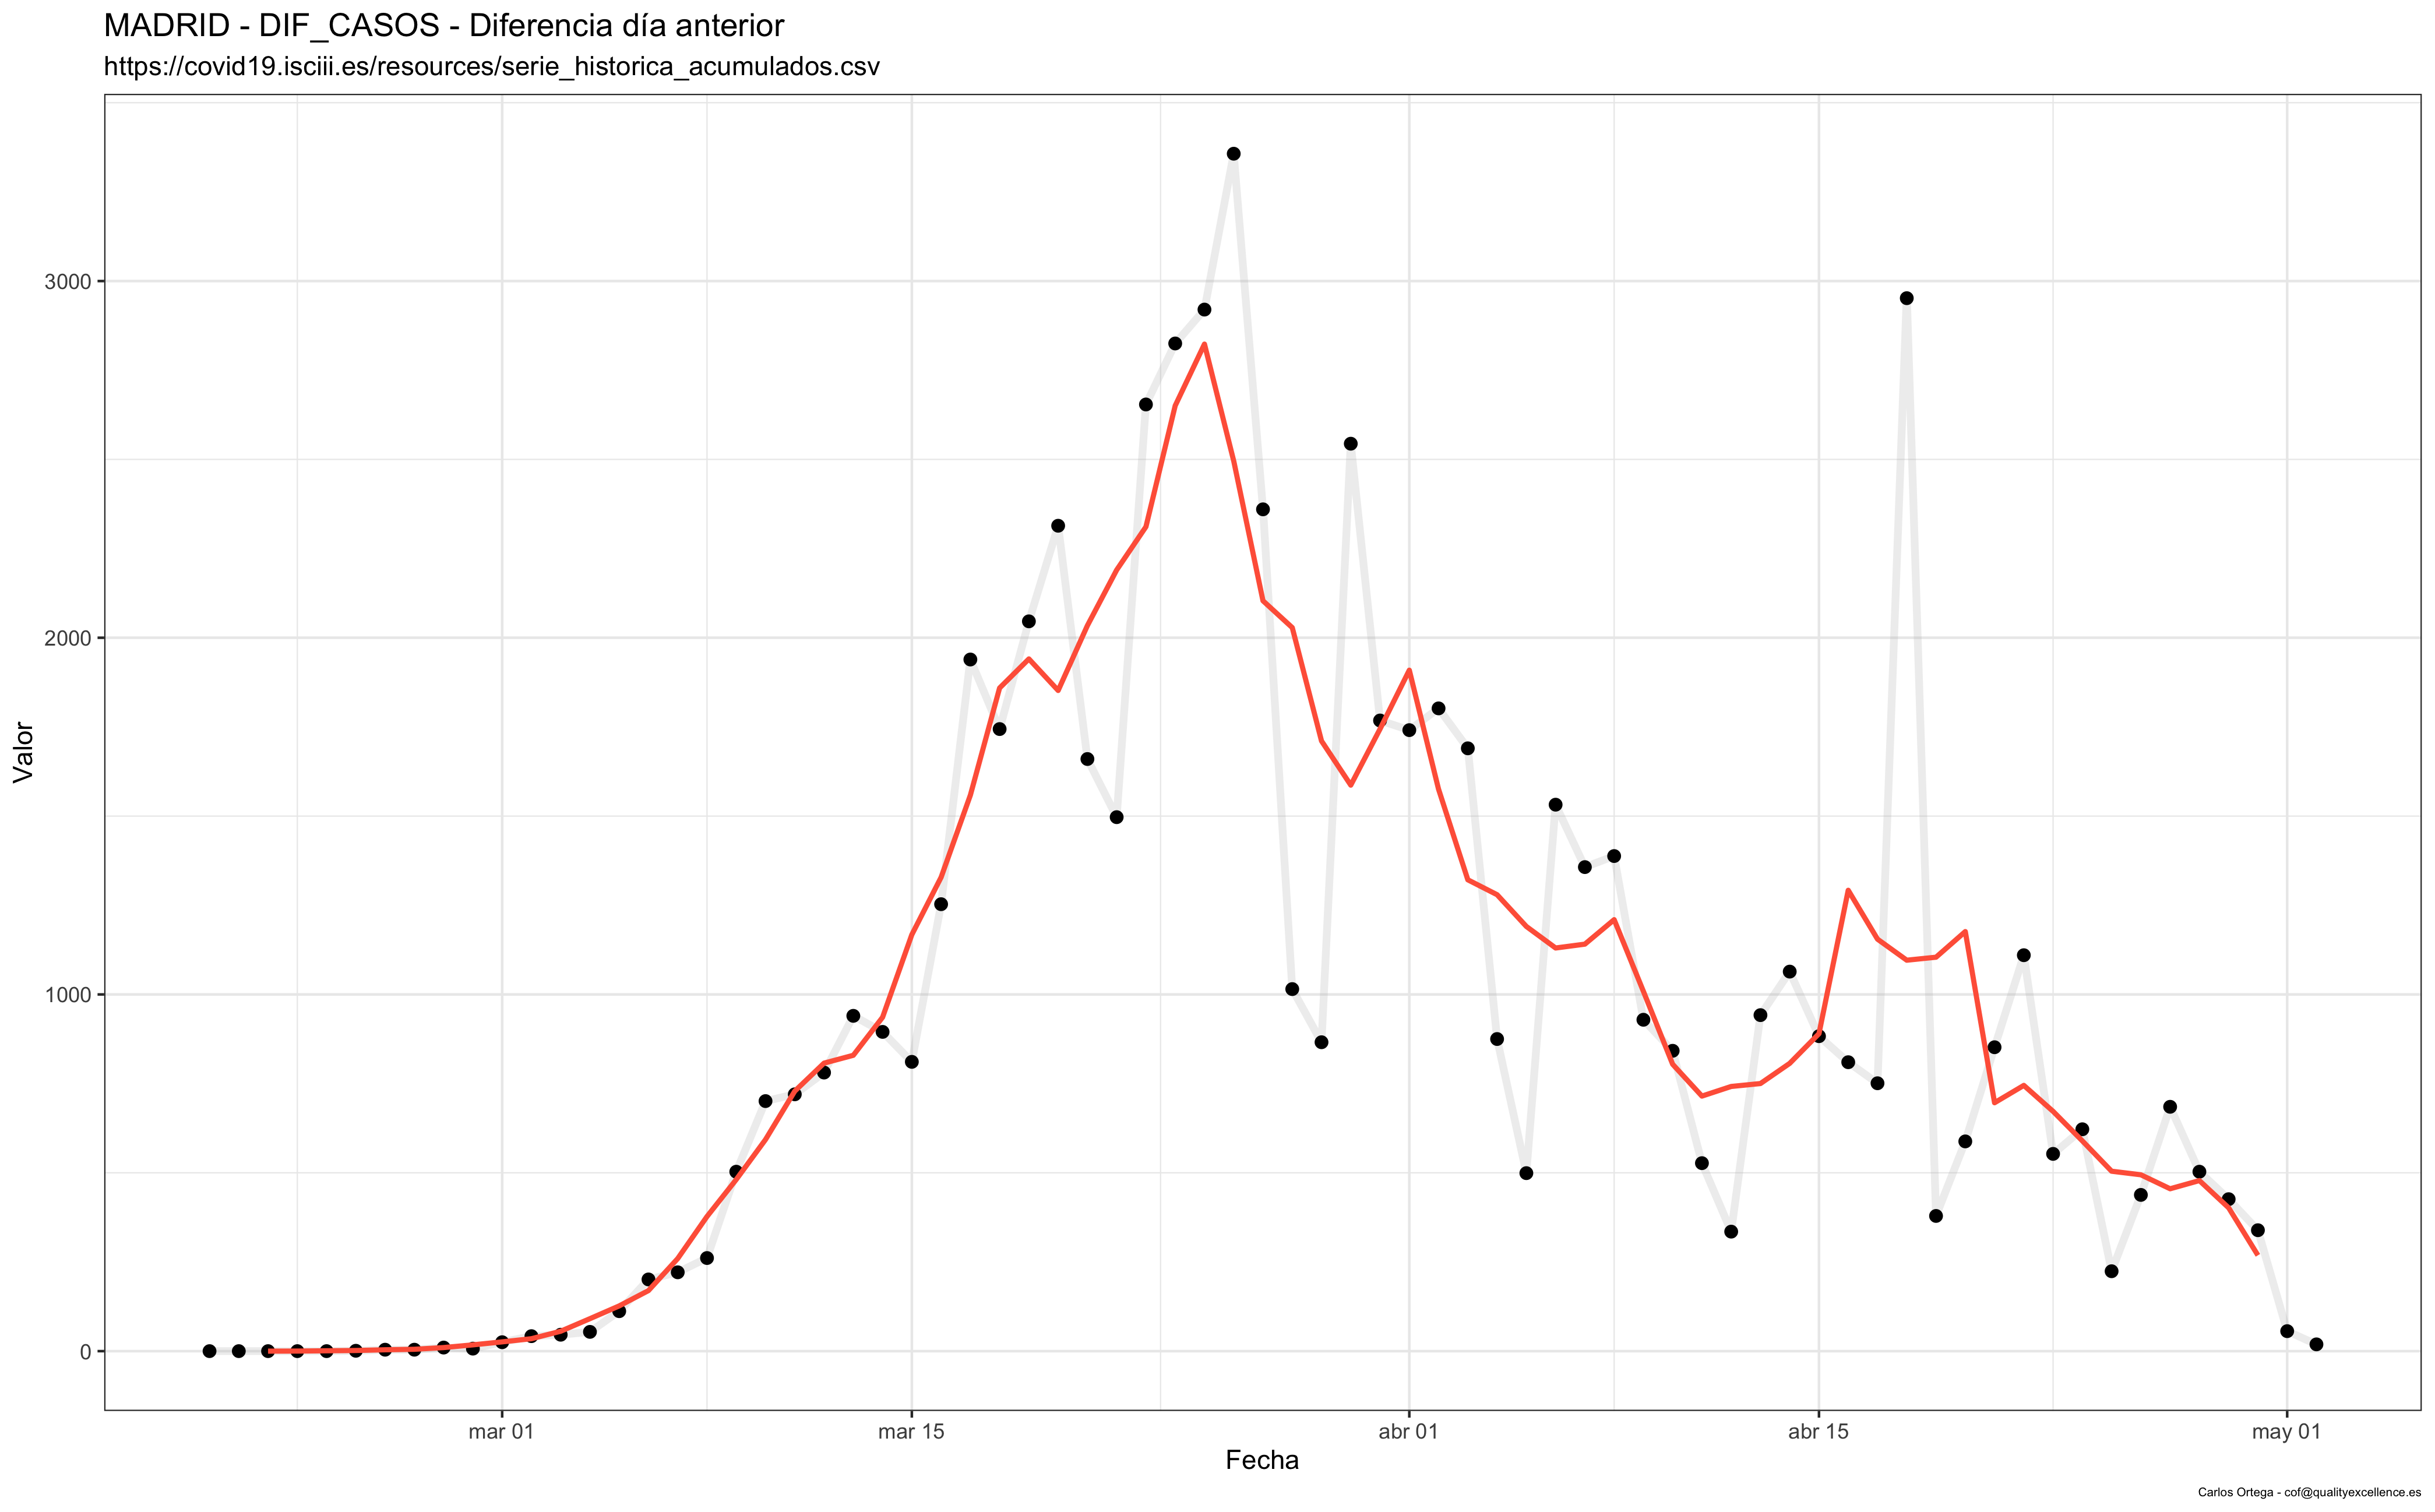 MADRID - DIF_CASOS - Diferencia día anterior
https://covid19.isciii.es/resources/serie_historica_acumulados.csv
Valor
3000
2000
1000
0
mar 01
mar 15
abr 01
abr 15
may 01
Fecha
Carlos Ortega - cof@qualityexcellence.es